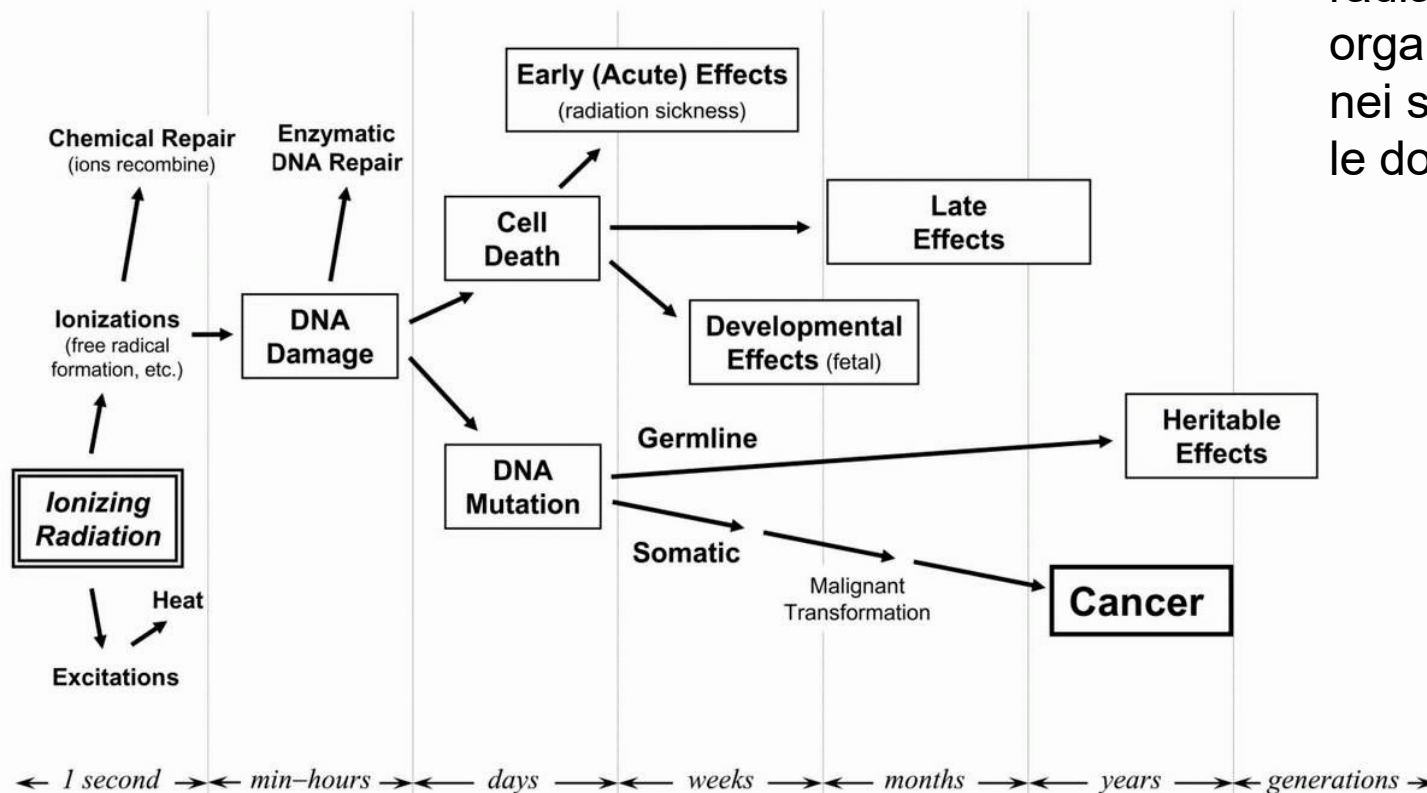 Early (Acute) Effects
(radiation sickness)
Chemical Repair
(ions recombine)
Enzymatic
DNA Repair
Cell
Death
Late
Effects
Ionizations
(free radical
formation, etc.)
DNA
Damage
Developmental
Effects (fetal)
Germline
Heritable
Effects
Ionizing
Radiation
DNA
Mutation
Somatic
Malignant
Transformation
Cancer
Heat
Excitations
1 second
min–hours
days
weeks
months
years
generations
orga
nei s
le do